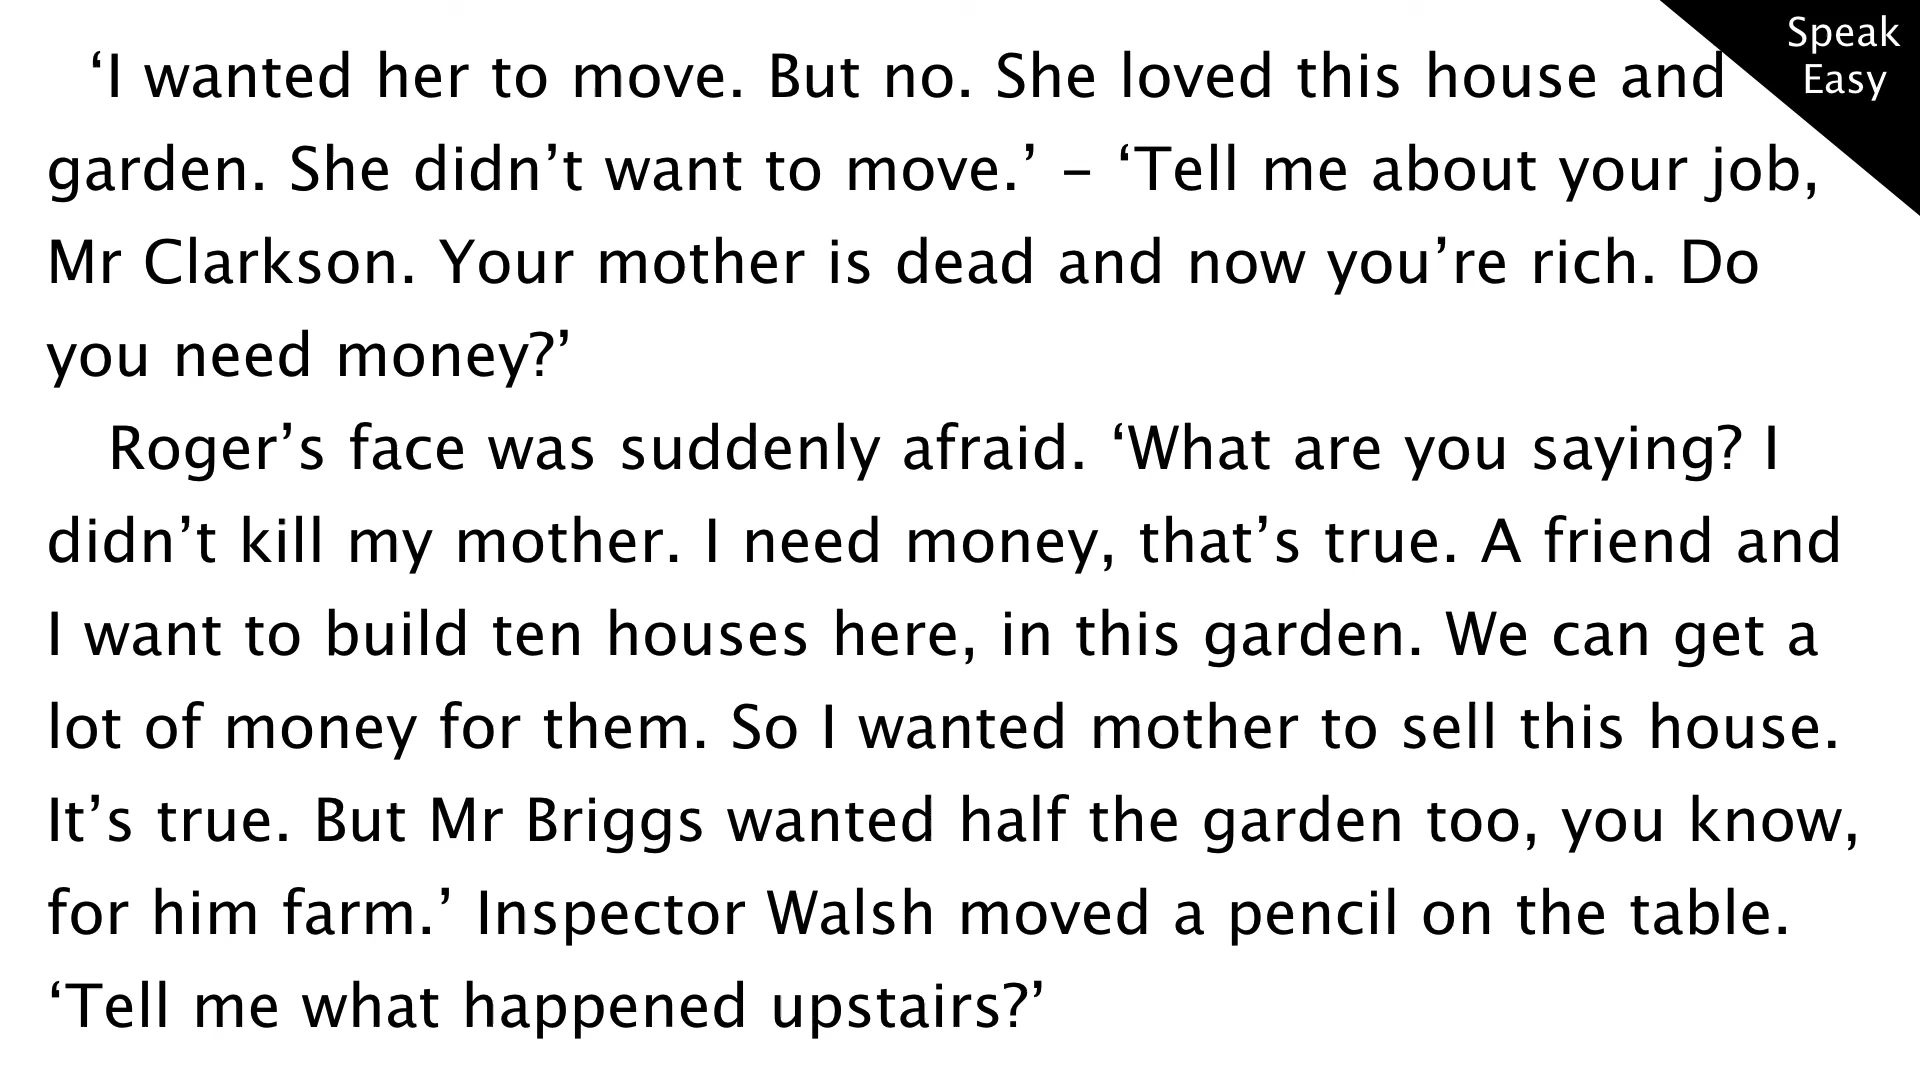 ‘I wanted her to move. But no. She loved this house and
garden. She didn’t want to move.’ – ‘Tell me about your job,
Mr Clarkson. Your mother is dead and now you’re rich. Do
you need money?’
Roger’s face was suddenly afraid. ‘What are you saying? I
didn’t kill my mother. I need money, that’s true. A friend and
I want to build ten houses here, in this garden. We can get a
lot of money for them. So I wanted mother to sell this house.
It’s true. But Mr Briggs wanted half the garden too, you know,
for him farm.’ Inspector Walsh moved a pencil on the table.
‘Tell me what happened upstairs?’
Speak
Easy